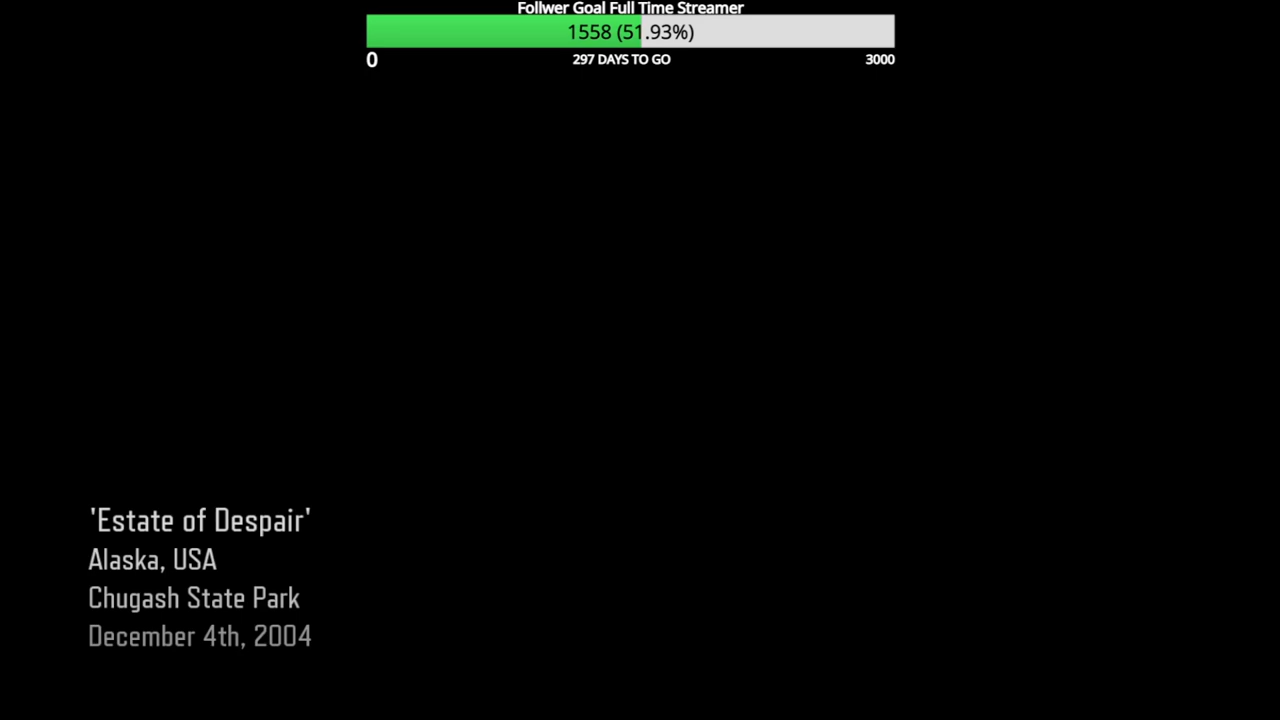 Follwer Goal Full Time Streamer
1558 (51.93%)
0 297 DAYS TO GO 3000
'Estate of Despair'
Alaska, USA
Chugash State Park
December 4th, 2004